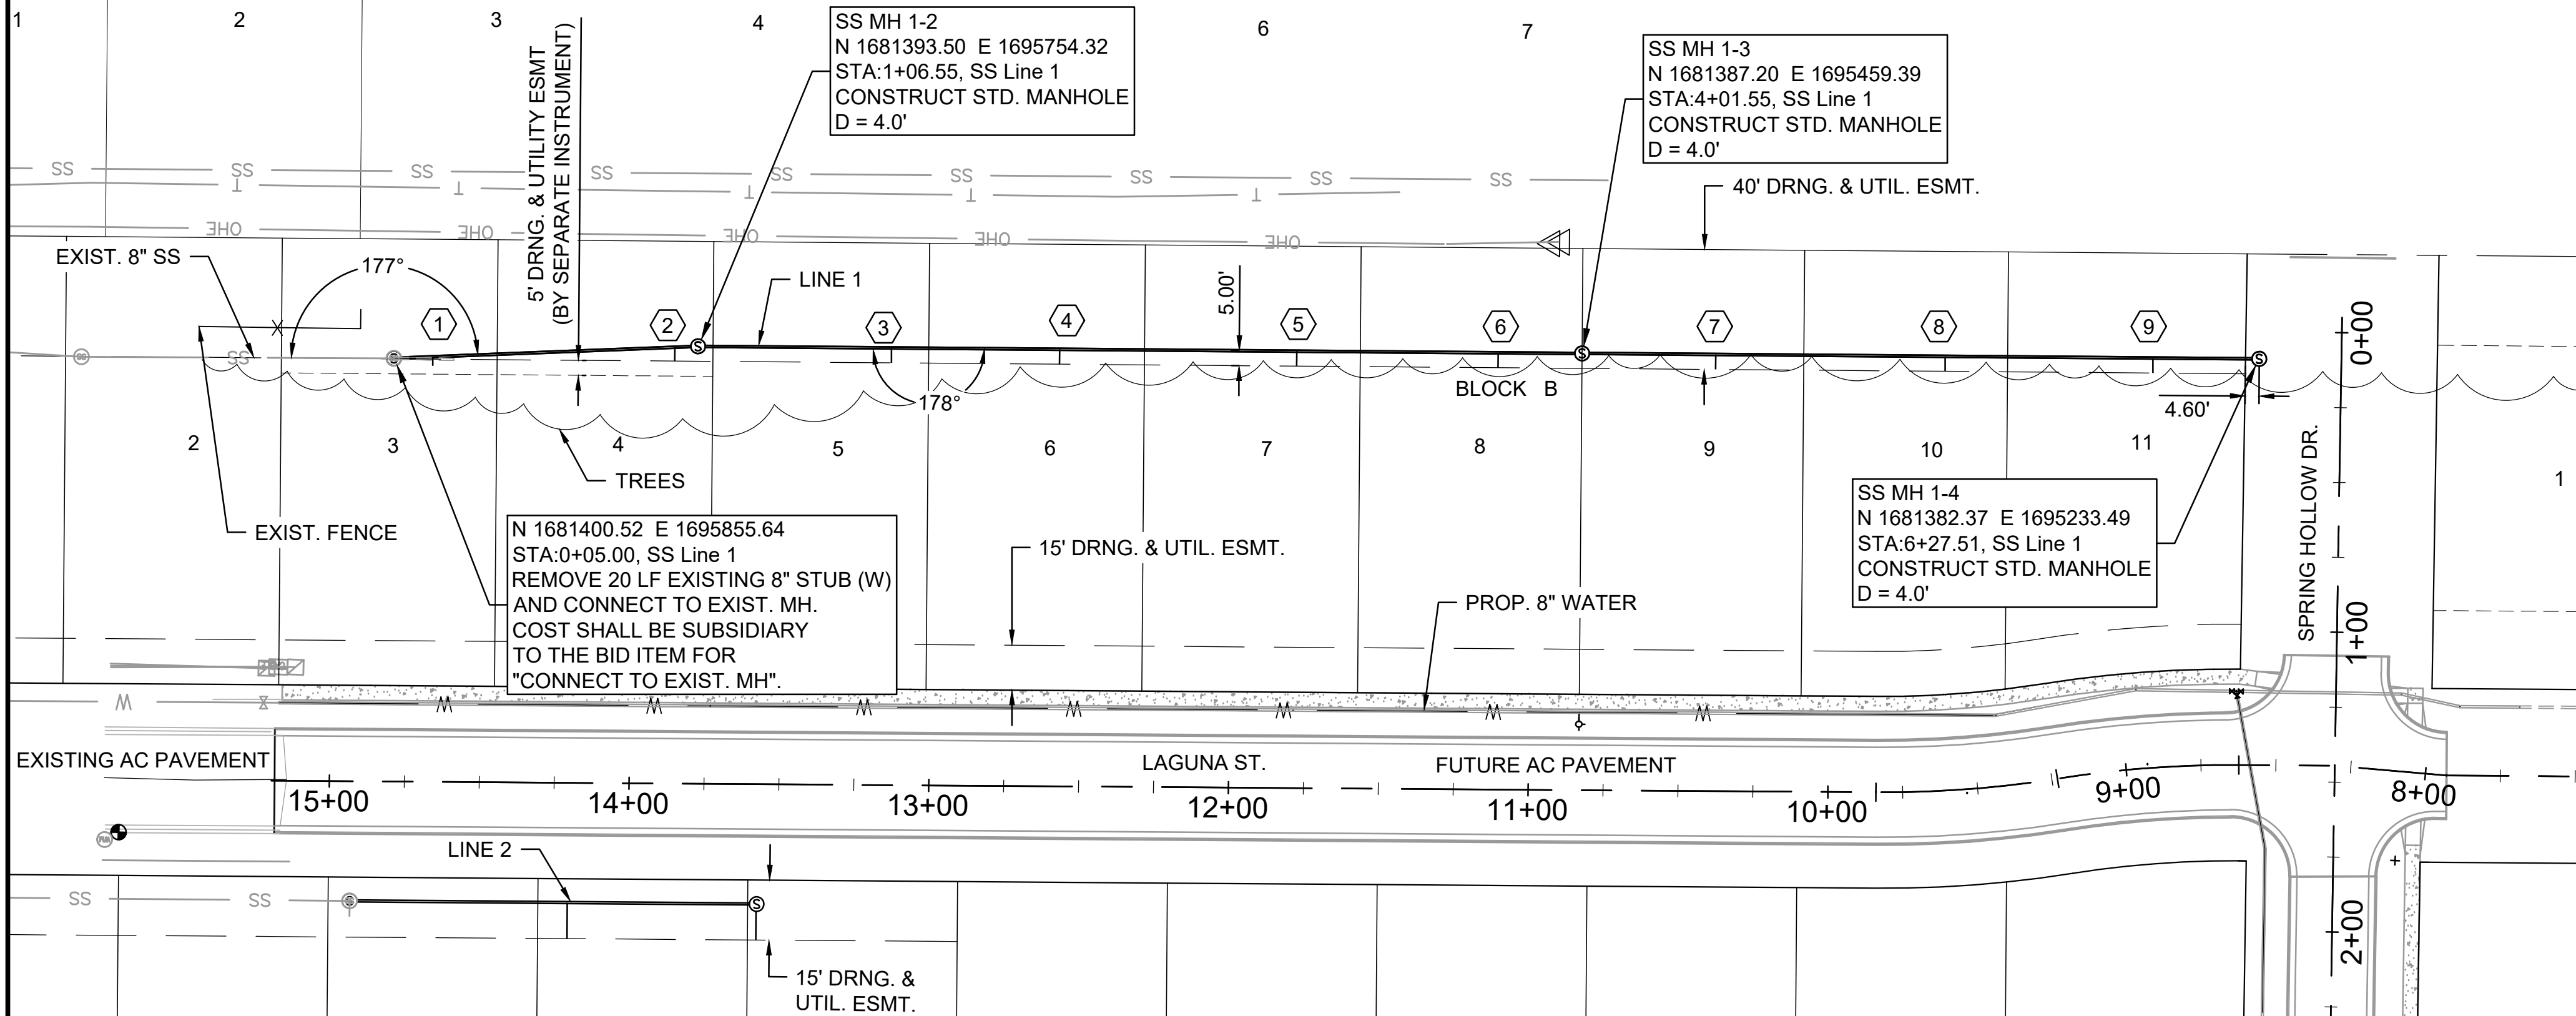 1
2
3
4
6
7
5' DRNG. & UTILITY ESMT
(BY SEPARATE INSTRUMENT)
SS MH 1-2
N 1681393.50 E 1695754.32
STA:1+06.55, SS Line 1
CONSTRUCT STD. MANHOLE
D = 4.0'
SS MH 1-3
N 1681387.20 E 1695459.39
STA:4+01.55, SS Line 1
CONSTRUCT STD. MANHOLE
D = 4.0'
SS
SS
SS
SS
SS
SS
SS
SS
SS
T
T
T
T
T
40' DRNG. & UTIL. ESMT.
OHE
OHE
OHE
OHE
OHE
EXIST. 8" SS
177°
LINE 1
5.00'
1
2
3
4
5
6
7
8
9
S
S
S
SS
SS
S
0+00
178°
BLOCK B
4.60'
2
3
4
5
6
7
8
9
10
11
1
TREES
EXIST. FENCE
SS MH 1-4
N 1681382.37 E 1695233.49
STA:6+27.51, SS Line 1
CONSTRUCT STD. MANHOLE
D = 4.0'
SPRING HOLLOW DR.
N 1681400.52 E 1695855.64
STA:0+05.00, SS Line 1
REMOVE 20 LF EXISTING 8" STUB (W)
AND CONNECT TO EXIST. MH.
COST SHALL BE SUBSIDIARY
TO THE BID ITEM FOR
"CONNECT TO EXIST. MH".
15' DRNG. & UTIL. ESMT.
PROP. 8" WATER
1+00
W
W
W
W
W
W
W
W
EXISTING AC PAVEMENT
LAGUNA ST.
FUTURE AC PAVEMENT
15+00
14+00
13+00
12+00
11+00
10+00
9+00
8+00
LINE 2
SS
SS
S
S
2+00
15' DRNG. &
UTIL. ESMT.